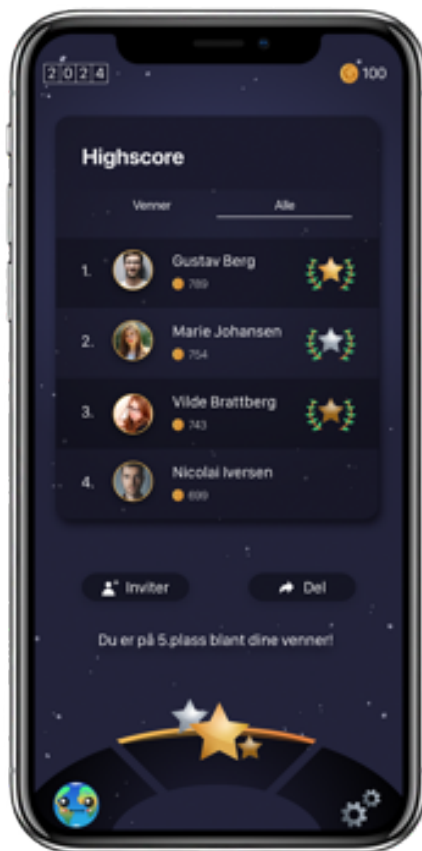 2024
100
Highscore
Venner Alle
1. Gustav Berg
789
2. Marie Johansen
754
3. Vilde Brattberg
743
4. Nicolai Iversen
699
Inviter Del
Du er på 5.plass blant dine venner!